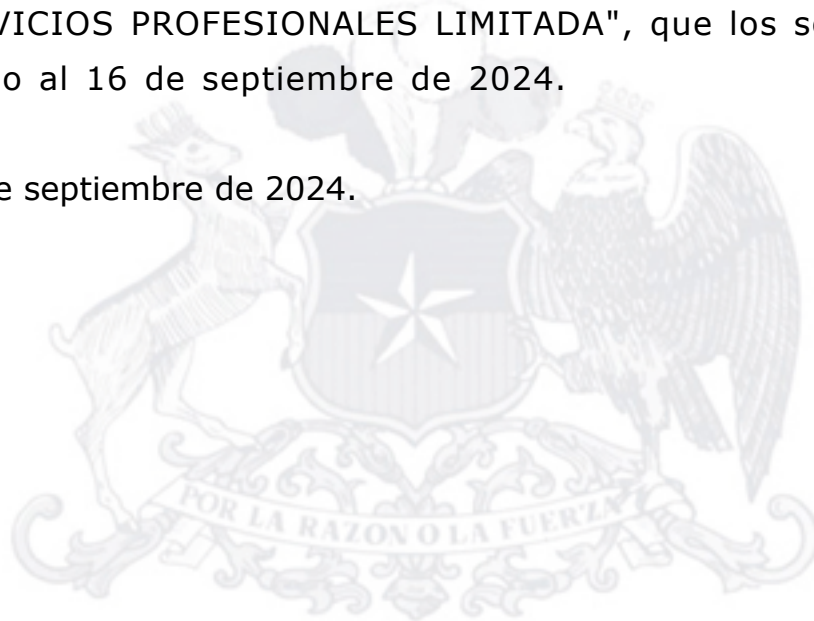 VICIOS PROFESIONALES LIMITADA", que los s
o al 16 de septiembre de 2024.
e septiembre de 2024.
POR LA RAZON O LA FUERZA